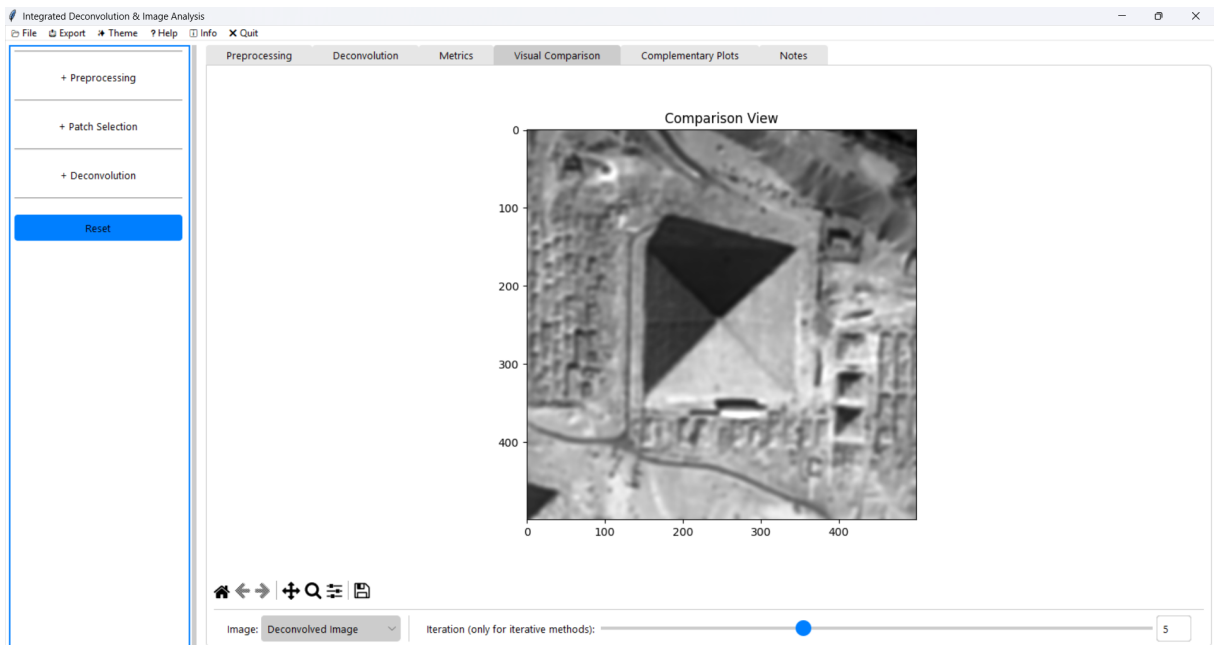 Integrated Deconvolution & Image Analysis
File Export Theme ? Help Info X Quit
Preprocessing Deconvolution Metrics Visual Comparison Complementary Plots Notes
+ Preprocessing
+ Patch Selection
+ Deconvolution
Reset
Comparison View
0
100
200
300
400
0 100 200 300 400
Image: Deconvolved Image Iteration (only for iterative methods): 5